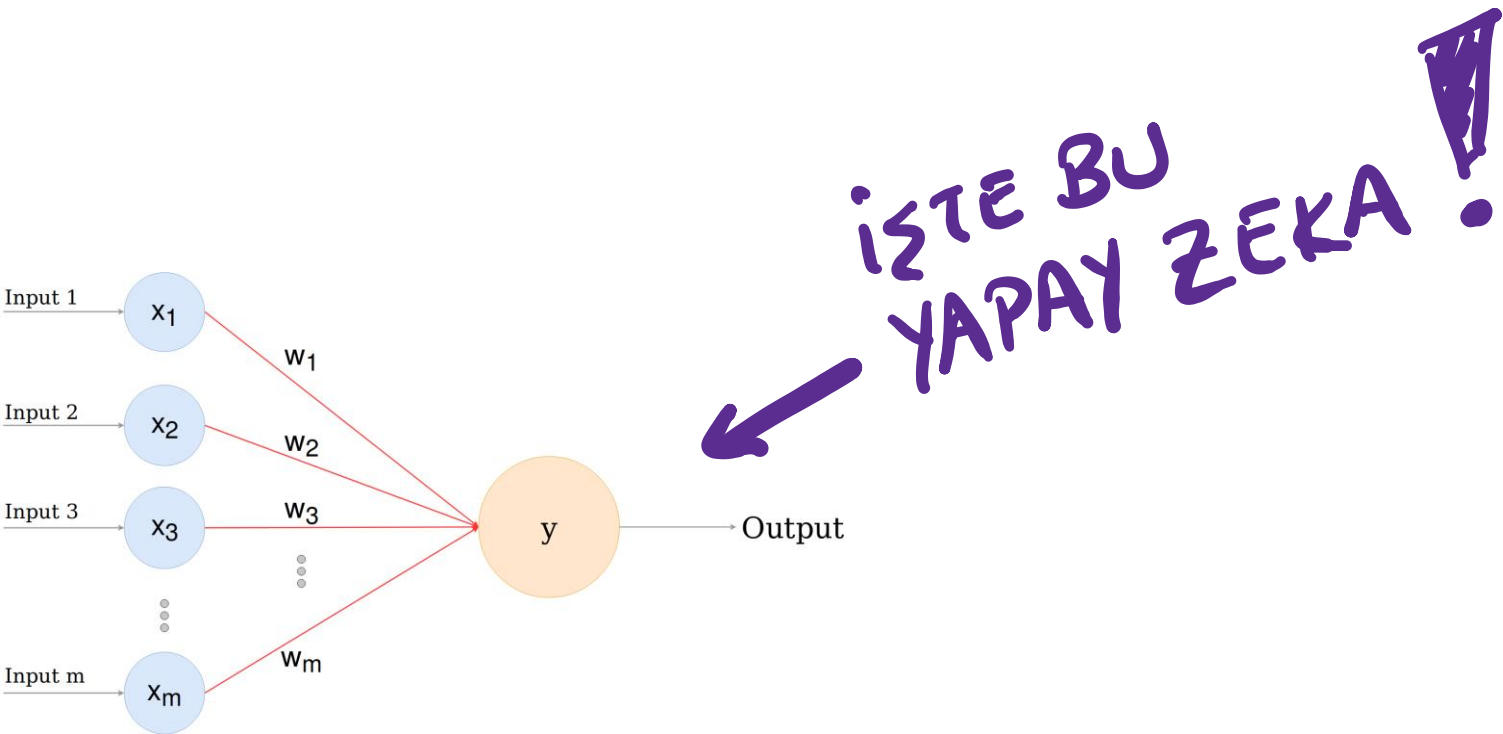 İŞTE BU
YAPAY ZEKA!
Input 1
x1
w1
Input 2
x2
w2
Input 3
x3
w3
y
Output
Input m
xm
wm